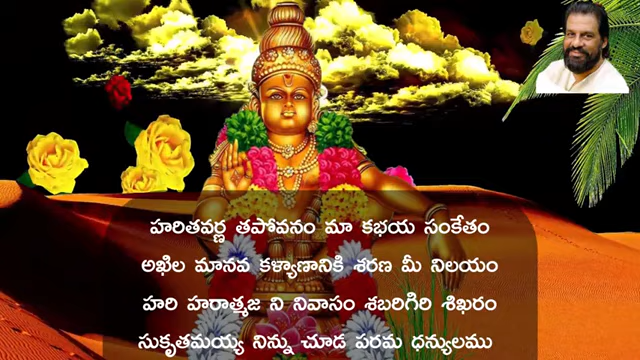 హరితవర్ణ తపోవనం మా కభయ సంకేతం
అఖిల మానవ కళ్యాణానికి శరణ మీ నిలయం
హరి హరాత్మజ ని నివాసం శబరిగిరి శిఖరం
సుకృతమయ్య నిన్ను చూడ పరమ ధన్యులము